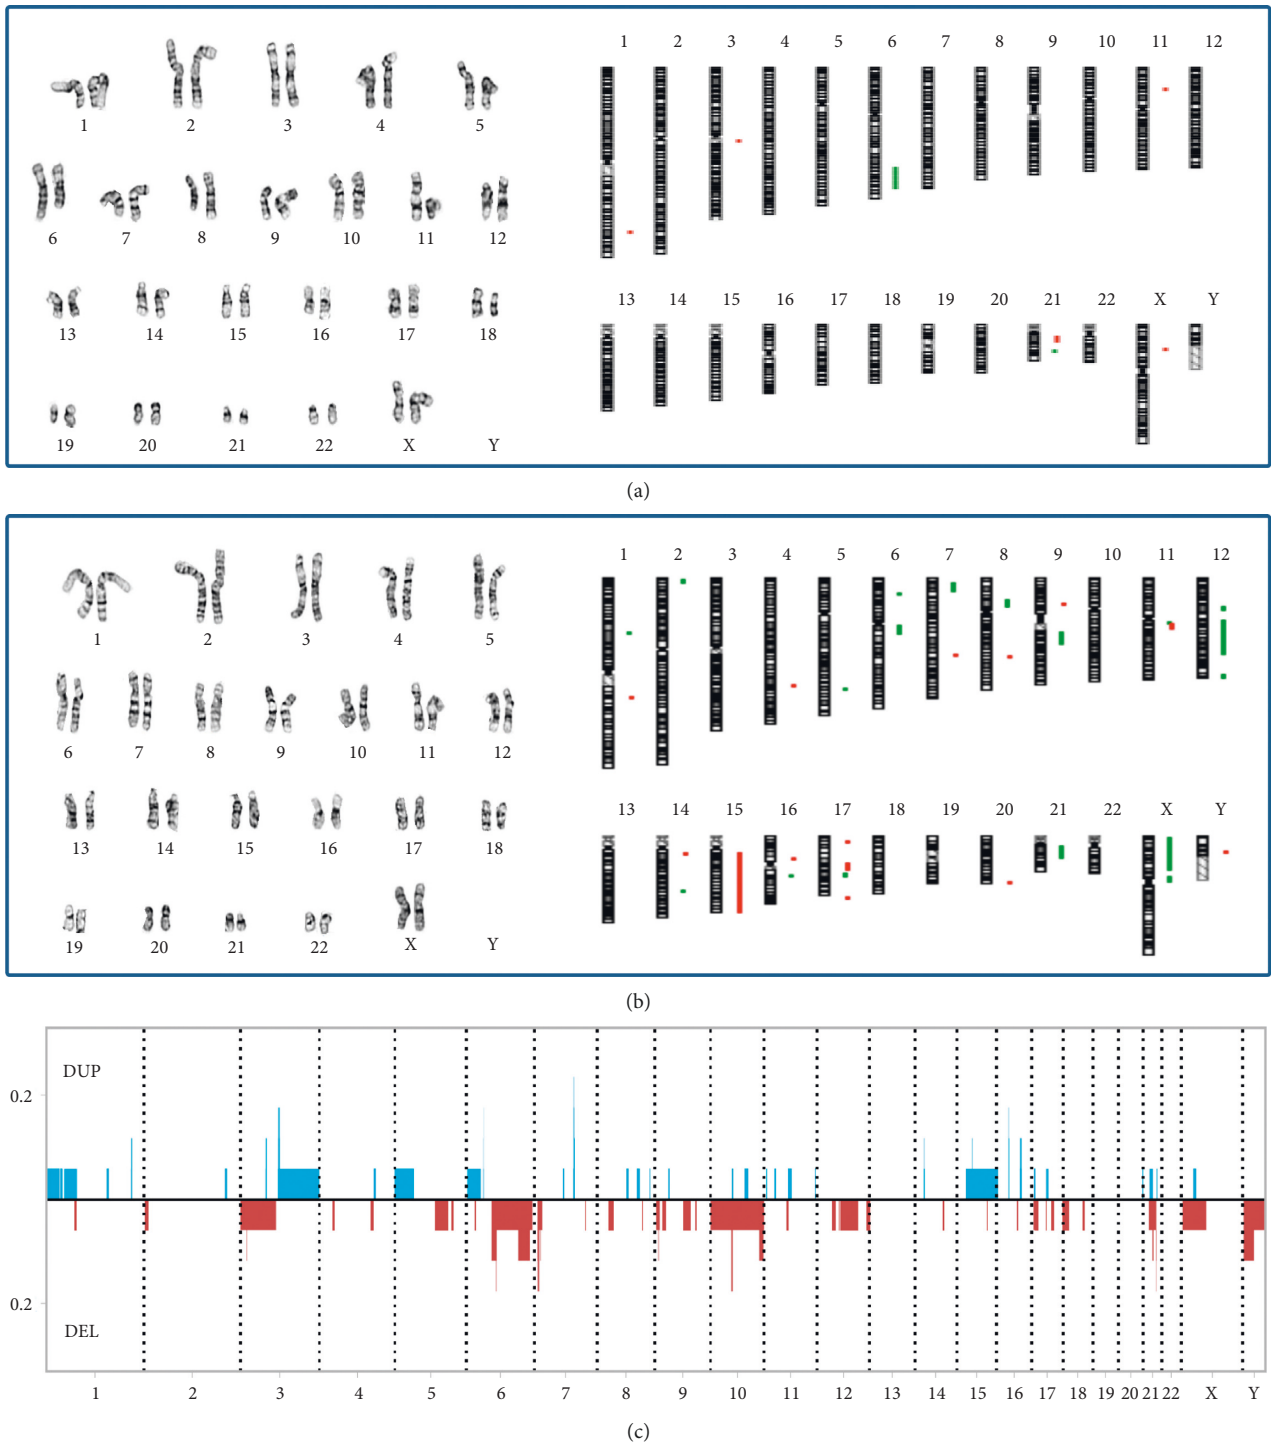 1 2 3 4 5
6 7 8 9 10 11 12
13 14 15 16 17 18
19 20 21 22 X Y
1 2 3 4 5 6 7 8 9 10 11 12
13 14 15 16 17 18 19 20 21 22 X Y
(a)
1 2 3 4 5
6 7 8 9 10 11 12
13 14 15 16 17 18
19 20 21 22 X Y
1 2 3 4 5 6 7 8 9 10 11 12
13 14 15 16 17 18 19 20 21 22 X Y
(b)
DUP
0.2
0.2
DEL
1 2 3 4 5 6 7 8 9 10 11 12 13 14 15 16 17 18 19 20 21 22 X Y
(c)